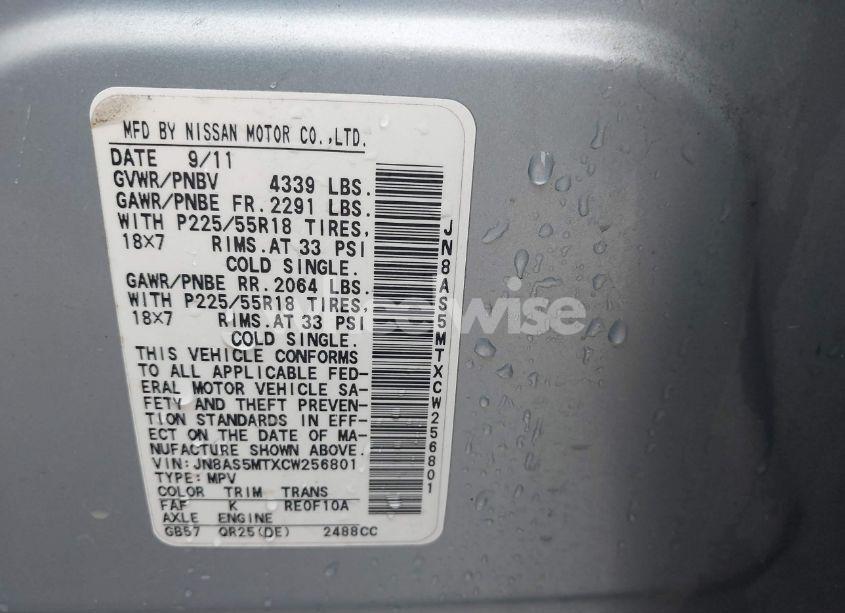 MFD BY NISSAN MOTOR CO.,LTD.
DATE 9/11
GVWR/PNBV 4339 LBS.
GAWR/PNBE FR. 2291 LBS.
WITH P225/55R18 TIRES,
18X7 RIMS.AT 33 PSI
COLD SINGLE.
GAWR/PNBE RR. 2064 LBS.
WITH P225/55R18 TIRES,
18X7 RIMS.AT 33 PSI
COLD SINGLE.
THIS VEHICLE CONFORMS
TO ALL APPLICABLE FED-
ERAL MOTOR VEHICLE SA-
FETY AND THEFT PREVEN-
TION STANDARDS IN EFF-
ECT ON THE DATE OF MA-
NUFACTURE SHOWN ABOVE.
VIN:JN8AS5MTXCW256801
TYPE:MPV
COLOR TRIM TRANS
FAF K RE0F10A
AXLE ENGINE
GB57 QR25(DE) 2488CC
JN8AS5MTXCW256801